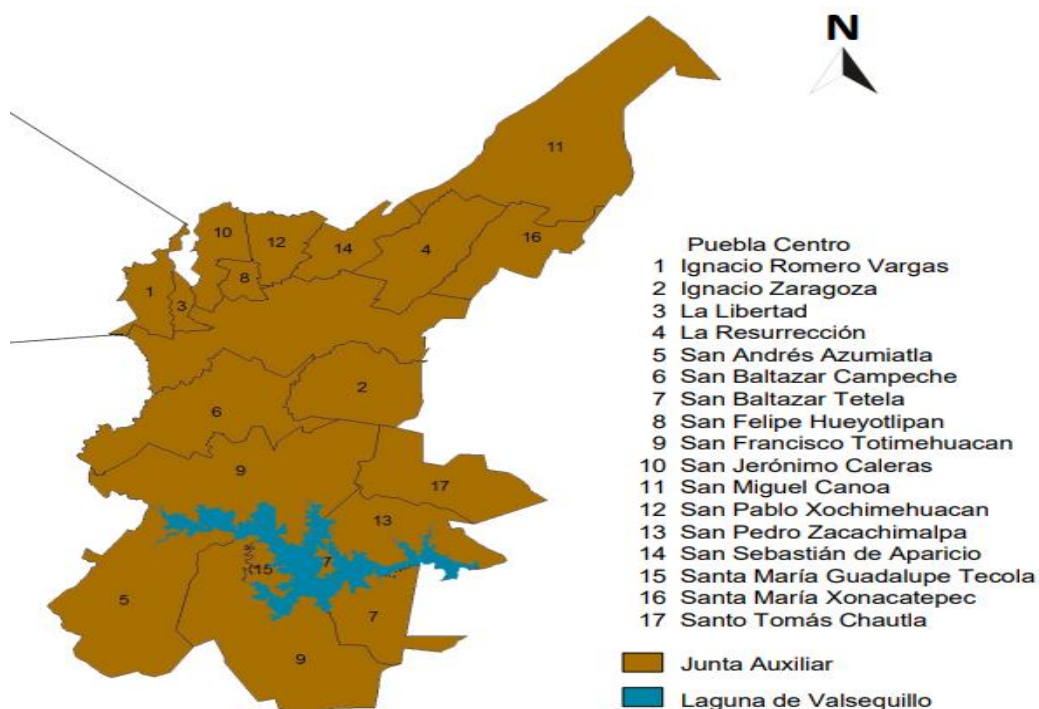 N
11
10
12
14
4
16
8
1
3
2
6
9
17
13
15
7
5
7
9
Puebla Centro
1 Ignacio Romero Vargas
2 Ignacio Zaragoza
3 La Libertad
4 La Resurrección
5 San Andrés Azumiatla
6 San Baltazar Campeche
7 San Baltazar Tetela
8 San Felipe Hueyotlipan
9 San Francisco Totimehuacan
10 San Jerónimo Caleras
11 San Miguel Canoa
12 San Pablo Xochimehuacan
13 San Pedro Zacachimalpa
14 San Sebastián de Aparicio
15 Santa María Guadalupe Tecola
16 Santa María Xonacatepec
17 Santo Tomás Chautla
Junta Auxiliar
Laguna de Valsequillo